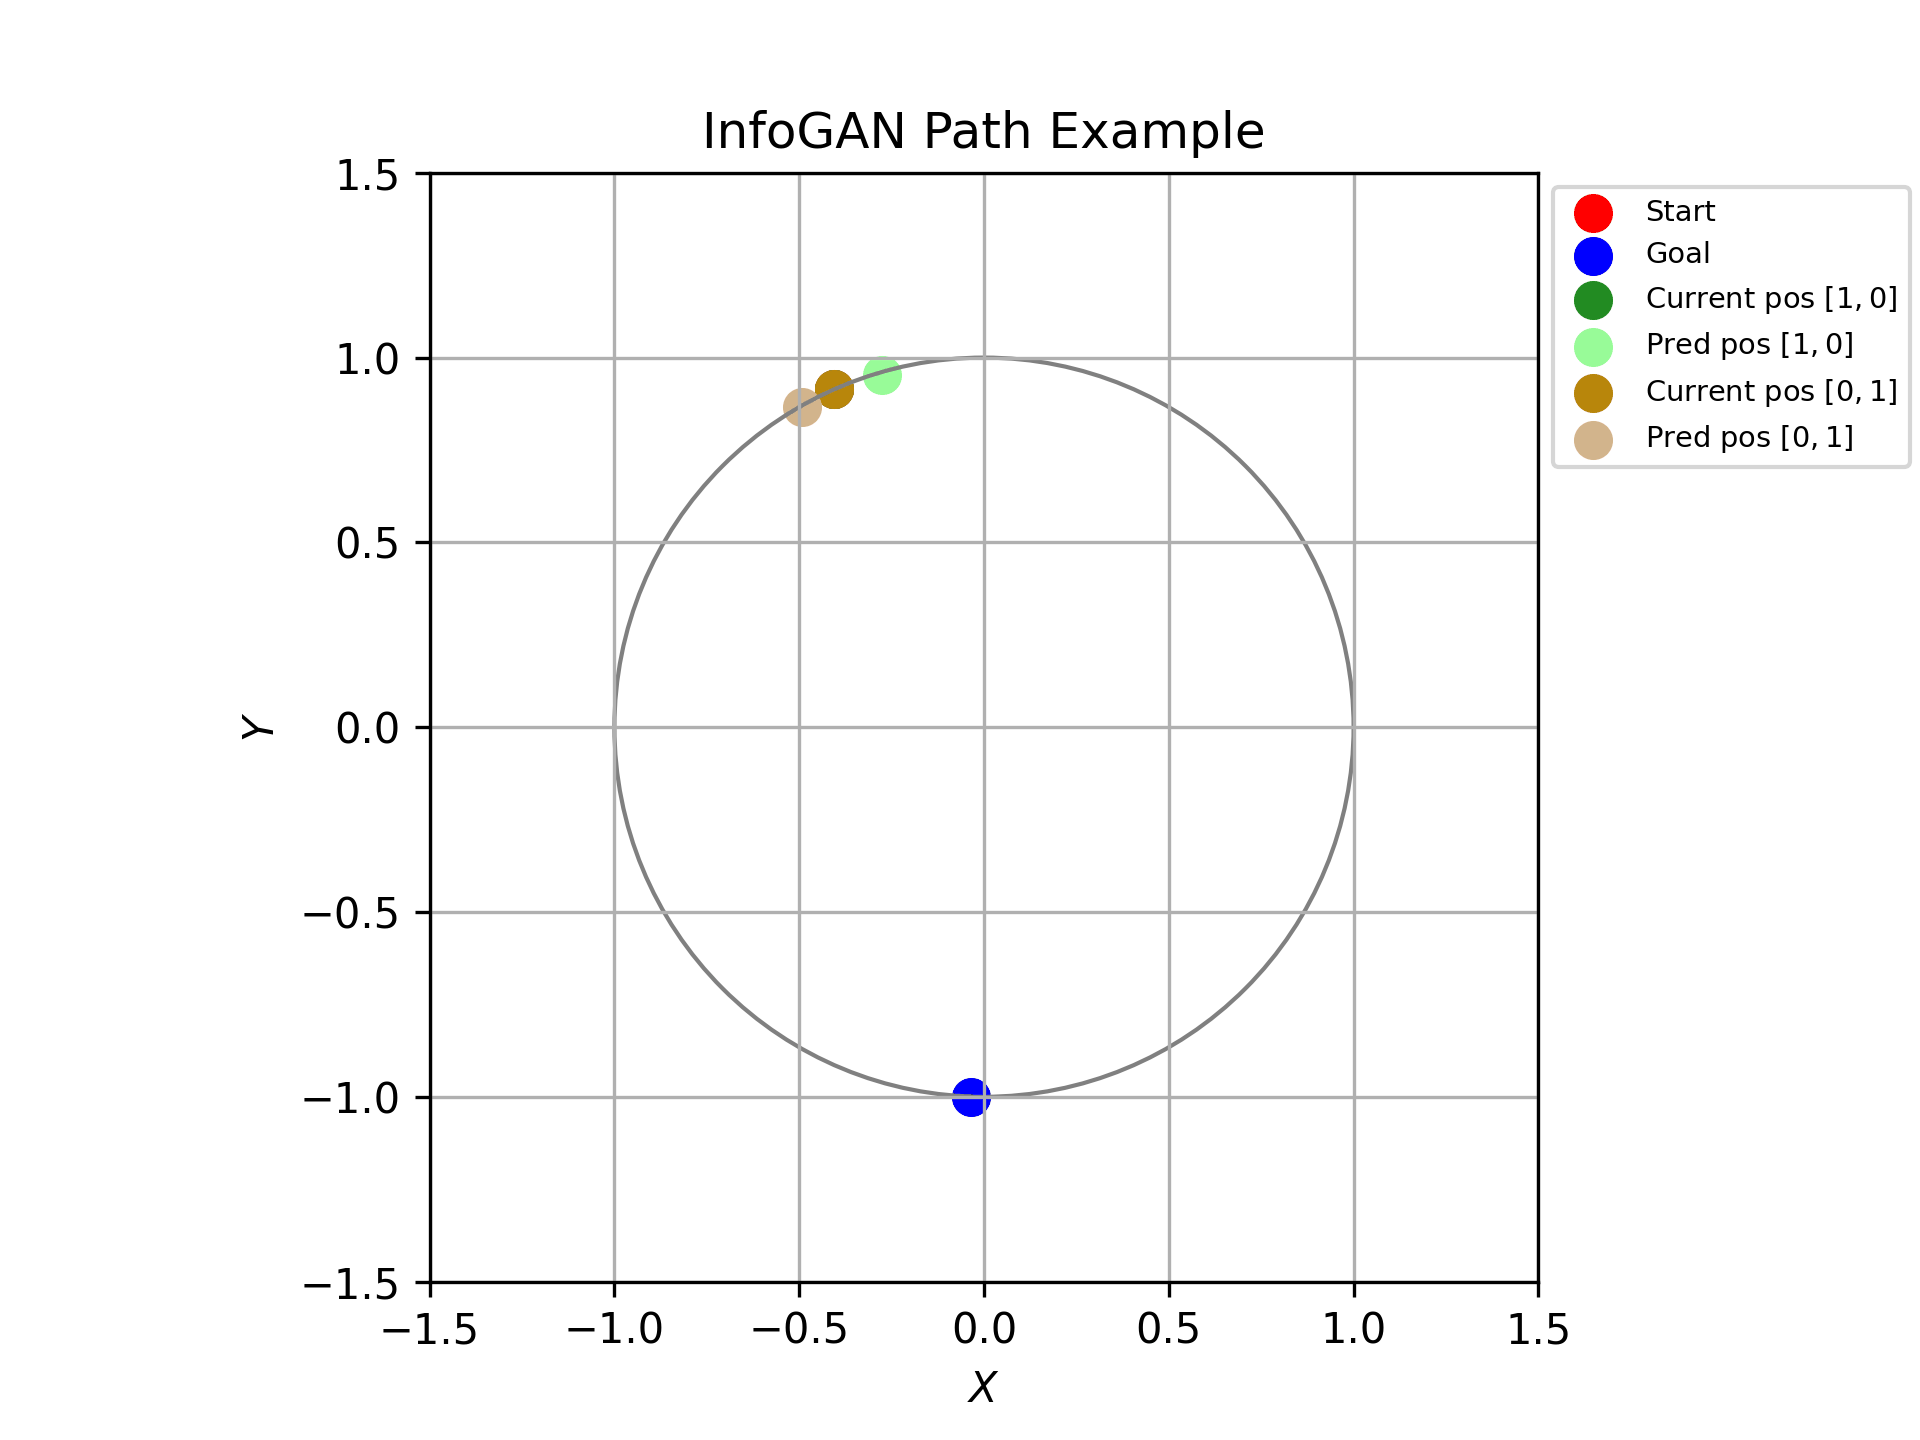 InfoGAN Path Example
1.5
1.0
0.5
0.0
−0.5
−1.0
−1.5
Y
−1.5 −1.0 −0.5 0.0 0.5 1.0 1.5
X
Start
Goal
Current pos [1, 0]
Pred pos [1, 0]
Current pos [0, 1]
Pred pos [0, 1]